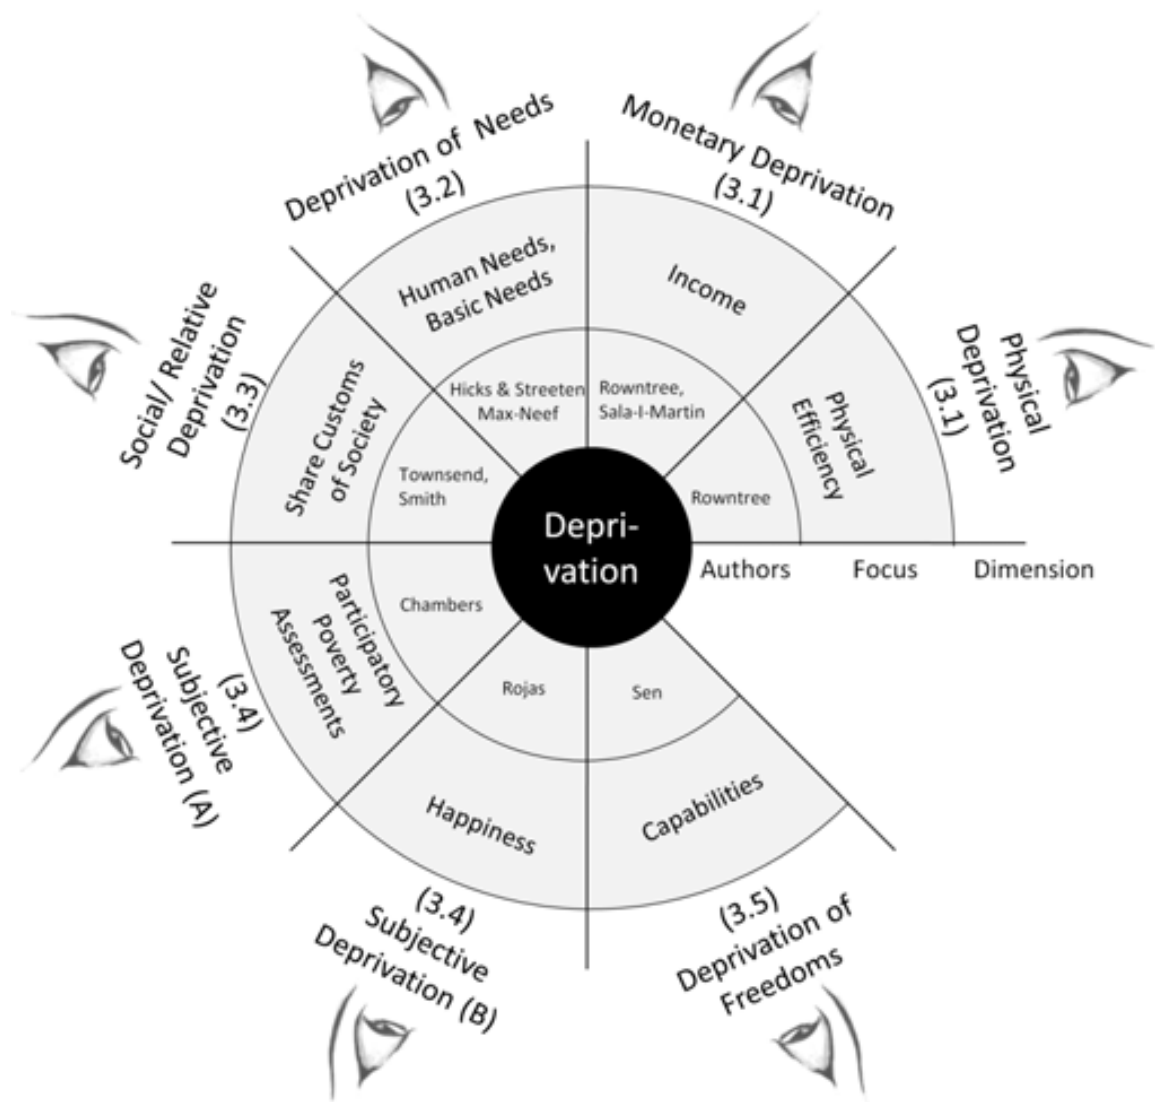 Deprivation of Needs
(3.2)
Monetary Deprivation
(3.1)
Human Needs,
Basic Needs
Income
Social/ Relative
Deprivation
(3.3)
Physical
Deprivation
(3.1)
Share Customs
of Society
Hicks & Streeten
Max-Neef
Rowntree,
Sala-I-Martin
Physical
Efficiency
Townsend,
Smith
Rowntree
Depri-
vation
Authors
Focus
Dimension
Chambers
Participatory
Poverty
Assessments
(3.4)
Subjective
Deprivation (A)
Rojas
Sen
Happiness
Capabilities
(3.4)
Subjective
Deprivation (B)
(3.5)
Deprivation of
Freedoms